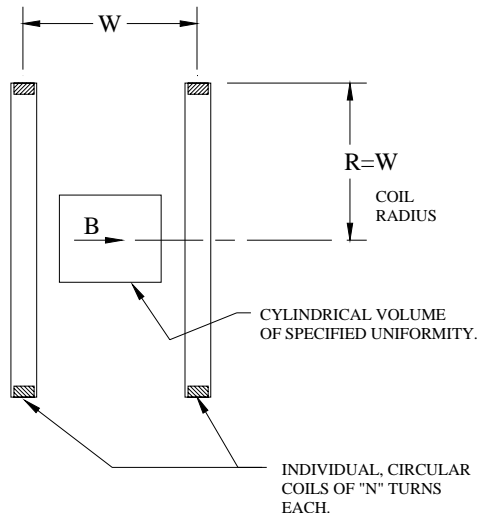 W
R=W
COIL
RADIUS
B
CYLINDRICAL VOLUME
OF SPECIFIED UNIFORMITY.
INDIVIDUAL, CIRCULAR
COILS OF "N" TURNS
EACH.